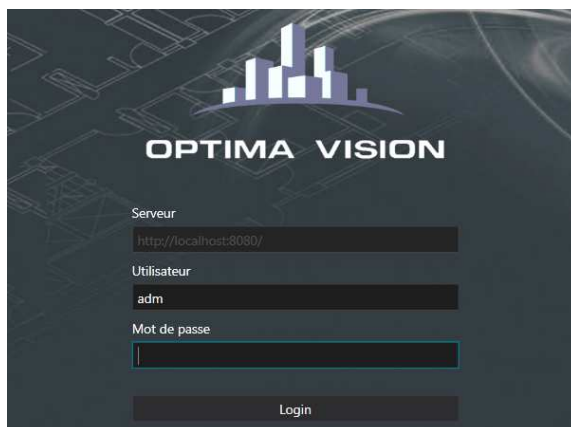 OPTIMA VISION
Serveur
http://localhost:8080/
Utilisateur
adm
Mot de passe
Login